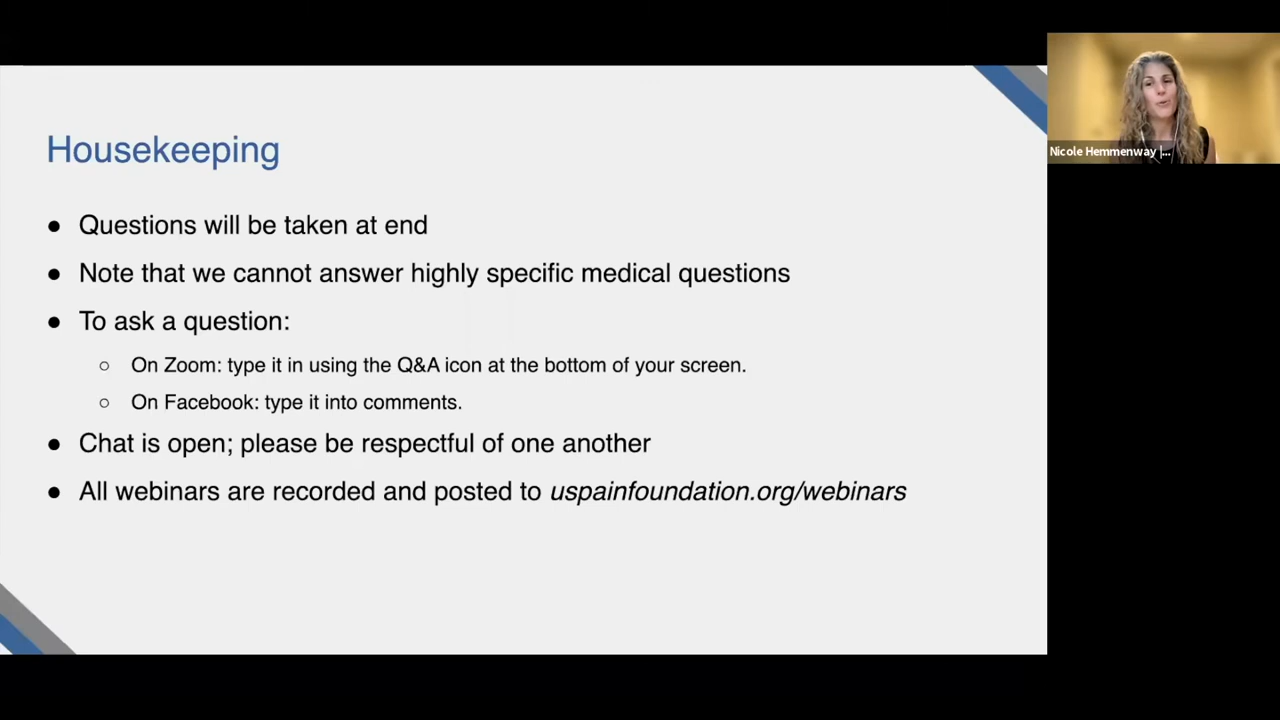 Housekeeping
● Questions will be taken at end
● Note that we cannot answer highly specific medical questions
● To ask a question:
○ On Zoom: type it in using the Q&A icon at the bottom of your screen.
○ On Facebook: type it into comments.
● Chat is open; please be respectful of one another
● All webinars are recorded and posted to uspainfoundation.org/webinars
Nicole Hemmenway |...